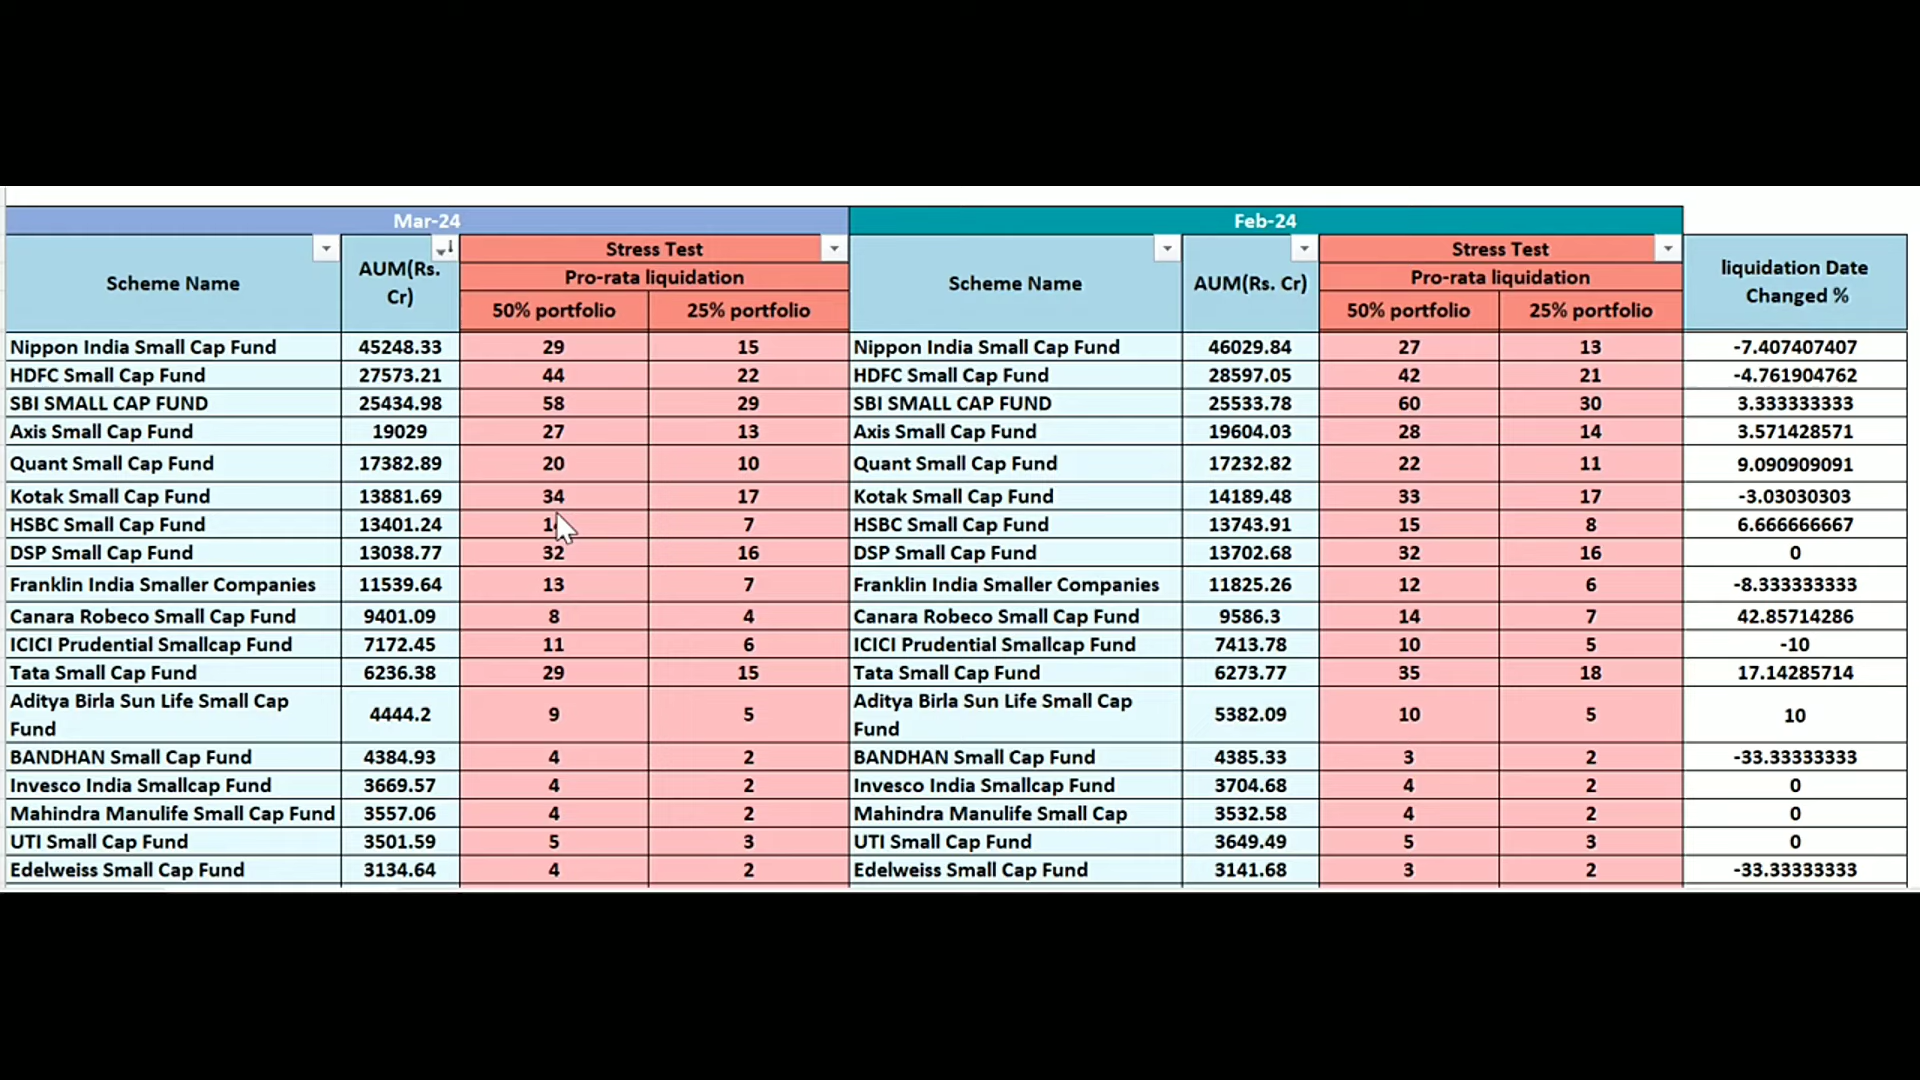 Mar-24 Feb-24
Scheme Name AUM(Rs. Cr) Stress Test Scheme Name AUM(Rs. Cr) Stress Test liquidation Date Changed %
Pro-rata liquidation Pro-rata liquidation
50% portfolio 25% portfolio 50% portfolio 25% portfolio
Nippon India Small Cap Fund 45248.33 29 15 Nippon India Small Cap Fund 46029.84 27 13 -7.407407407
HDFC Small Cap Fund 27573.21 44 22 HDFC Small Cap Fund 28597.05 42 21 -4.761904762
SBI SMALL CAP FUND 25434.98 58 29 SBI SMALL CAP FUND 25533.78 60 30 3.333333333
Axis Small Cap Fund 19029 27 13 Axis Small Cap Fund 19604.03 28 14 3.571428571
Quant Small Cap Fund 17382.89 20 10 Quant Small Cap Fund 17232.82 22 11 9.090909091
Kotak Small Cap Fund 13881.69 34 17 Kotak Small Cap Fund 14189.48 33 17 -3.03030303
HSBC Small Cap Fund 13401.24 7 HSBC Small Cap Fund 13743.91 15 8 6.666666667
DSP Small Cap Fund 13038.77 32 16 DSP Small Cap Fund 13702.68 32 16 0
Franklin India Smaller Companies 11539.64 13 7 Franklin India Smaller Companies 11825.26 12 6 -8.333333333
Canara Robeco Small Cap Fund 9401.09 8 4 Canara Robeco Small Cap Fund 9586.3 14 7 42.85714286
ICICI Prudential Smallcap Fund 7172.45 11 6 ICICI Prudential Smallcap Fund 7413.78 10 5 -10
Tata Small Cap Fund 6236.38 29 15 Tata Small Cap Fund 6273.77 35 18 17.14285714
Aditya Birla Sun Life Small Cap Fund 4444.2 9 5 Aditya Birla Sun Life Small Cap Fund 5382.09 10 5 10
BANDHAN Small Cap Fund 4384.93 4 2 BANDHAN Small Cap Fund 4385.33 3 2 -33.33333333
Invesco India Smallcap Fund 3669.57 4 2 Invesco India Smallcap Fund 3704.68 4 2 0
Mahindra Manulife Small Cap Fund 3557.06 4 2 Mahindra Manulife Small Cap 3532.58 4 2 0
UTI Small Cap Fund 3501.59 5 3 UTI Small Cap Fund 3649.49 5 3 0
Edelweiss Small Cap Fund 3134.64 4 2 Edelweiss Small Cap Fund 3141.68 3 2 -33.33333333